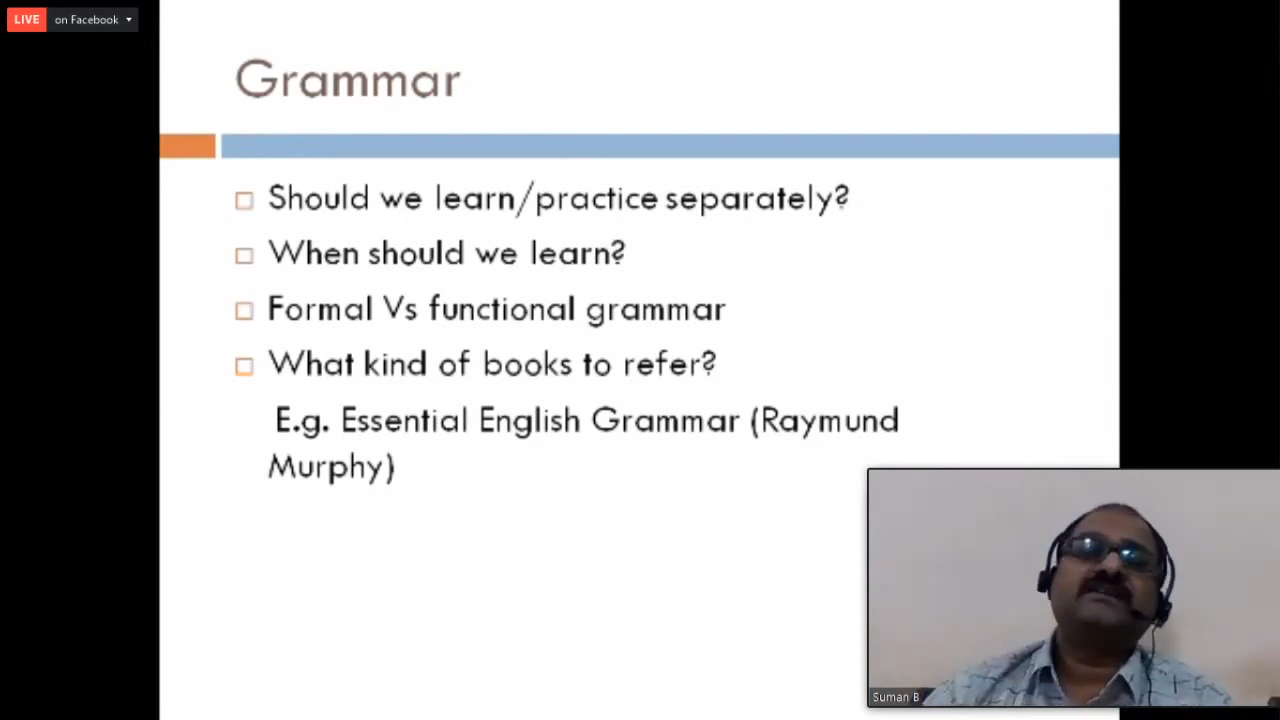 LIVE on Facebook
Grammar
Should we learn/practice separately?
When should we learn?
Formal Vs functional grammar
What kind of books to refer?
E.g. Essential English Grammar (Raymund
Murphy)
Suman B